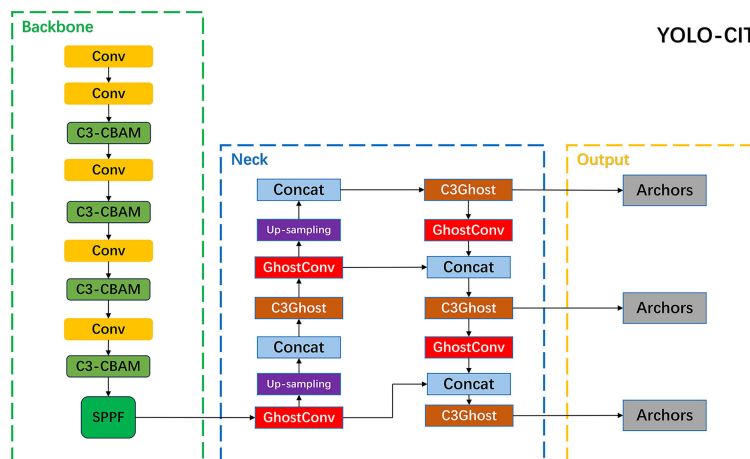 Backbone
YOLO-CIT
Conv
Conv
C3-CBAM
Conv
C3-CBAM
Conv
C3-CBAM
Conv
C3-CBAM
SPPF
Neck
Concat
Up-sampling
GhostConv
C3Ghost
Concat
Up-sampling
GhostConv
C3Ghost
GhostConv
Concat
C3Ghost
GhostConv
Concat
C3Ghost
Output
Archors
Archors
Archors